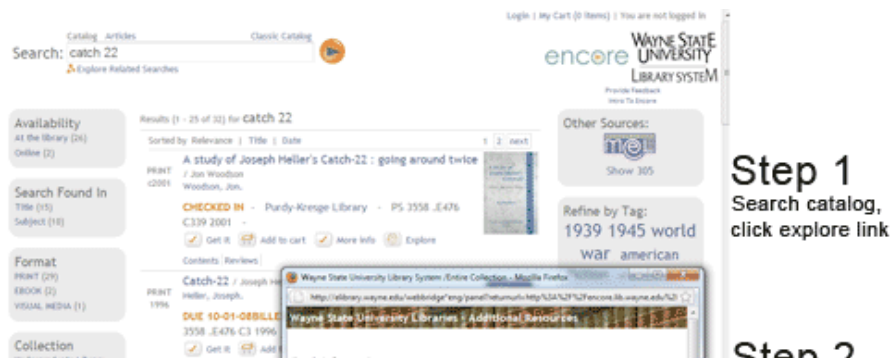 Login | My Cart (0 items) | You are not logged in
Catalog Articles Classic Catalog
Search: catch 22
Explore Related Searches
encore WAYNE STATE UNIVERSITY LIBRARY SYSTEM
Provide Feedback
Intro To Encore
Availability
At the library (26)
Online (2)
Search Found In
Title (15)
Subject (10)
Format
PRINT (29)
EBOOK (2)
VISUAL MEDIA (1)
Collection
Results (1 - 25 of 32) for catch 22
Sorted by Relevance | Title | Date 1 2 next
PRINT
c2001
A study of Joseph Heller's Catch-22 : going around twice
/ Jon Woodson
Woodson, Jon.
CHECKED IN - Purdy-Kresge Library - PS 3558 .E476
C339 2001 -
Get it Add to cart More info Explore
Contents Reviews
PRINT
1996
Catch-22 / Joseph
Heller, Joseph.
DUE 10-01-08
3558 .E476 C3 1996
Get it Add
Other Sources:
Show 305
Refine by Tag:
1939 1945 world
war american
Wayne State University Library System /Entire Collection - Mozilla Firefox
Wayne State University Libraries - Additional Resources
Step 1
Search catalog,
click explore link
Step 2